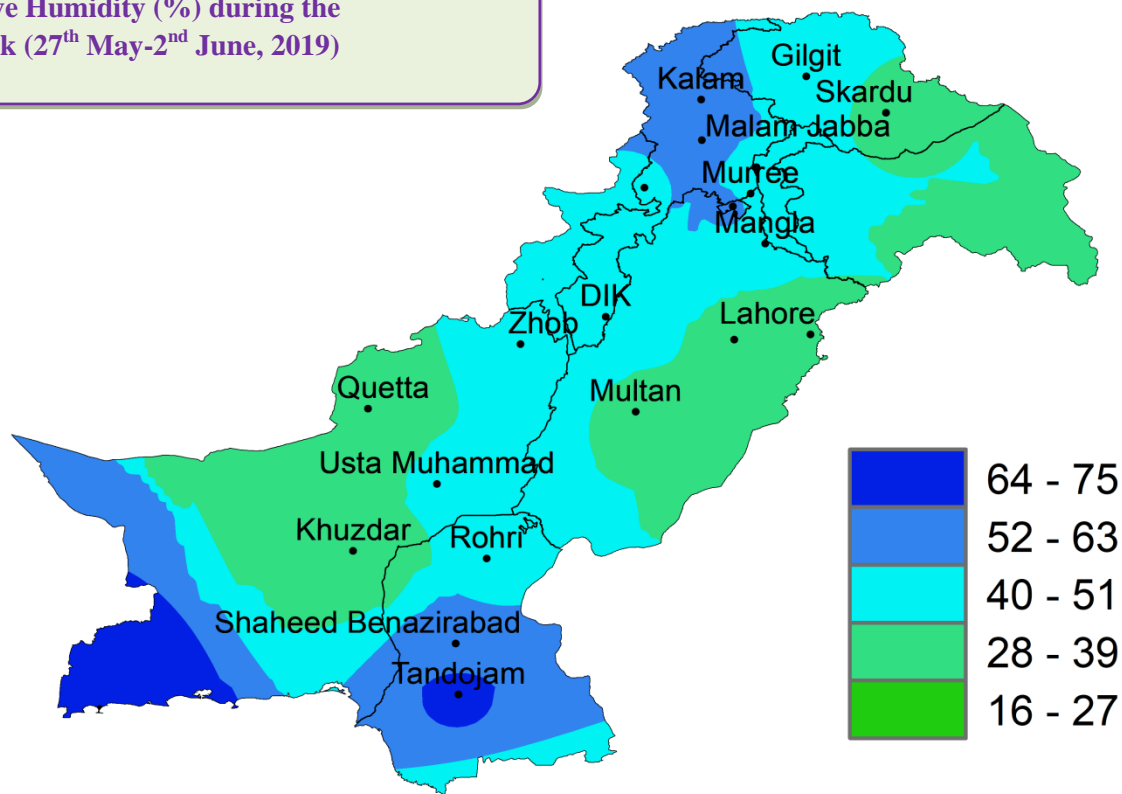 Humidity (%) during the
(27th May-2nd June, 2019)
Gilgit
Kalam
Skardu
Malam Jabba
Murree
Mangla
DIK
Lahore
Zhob
Quetta
Multan
Usta Muhammad
Khuzdar
Rohri
Shaheed Benazirabad
Tandojam
64 - 75
52 - 63
40 - 51
28 - 39
16 - 27